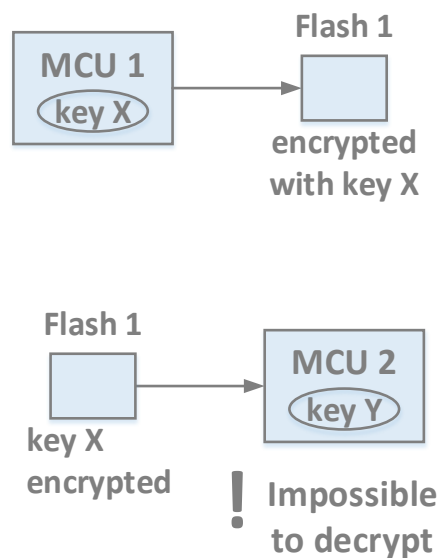 Flash 1
MCU 1
key X
encrypted
with key X
Flash 1
MCU 2
key Y
key X
encrypted
! Impossible
to decrypt